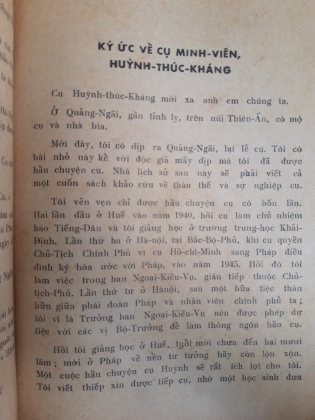 KÝ ỨC VỀ CỤ MINH-VIÊN,
HUỲNH-THÚC-KHÁNG
Cụ Huỳnh-thúc-Kháng mới xa anh em chúng ta.
Ở Quảng-Ngãi, gần tỉnh lỵ, trên núi Thiên-Ấn, có mộ
cụ và nhà bia.
Mới đây, tôi có dịp ra Quảng-Ngãi, lại lễ cụ. Tôi có
bài nhỏ này kể với độc giả mấy dịp mà tôi đã được
hầu chuyện cụ. Nhà lịch sử sau này sẽ phải viết cả
một cuốn sách khảo cứu về thân thế và sự nghiệp cụ.
Tôi vẻn vẹn chỉ được hầu chuyện cụ có bốn lần.
Hai lần đầu ở Huế vào năm 1940, hồi cụ làm chủ nhiệm
báo Tiếng-Dân và tôi giảng học ở trường trung-học Khải-
Định. Lần thứ ba ở Hà-nội, tại Bắc-Bộ-Phủ, khi cụ quyền
Chủ-Tịch Chính Phủ vì cụ Hồ-chí-Minh sang Pháp điều
đình ký hòa ước với Pháp, vào năm 1945. Hồi đó tôi
làm việc trong ban Ngoại-Kiều-Vụ, gián tiếp thuộc Chủ-
tịch-Phủ. Lần thứ tư ở Hànội, sau một bữa tiệc thân
hữu giữa phái đoàn Pháp và nhân viên chính phủ ta ;
tôi vì là Trưởng ban Ngoại-Kiều-Vụ nên được phép dự
tiệc với các vị Bộ-Trưởng để làm thông ngôn hầu cụ.
Hồi tôi giảng học ở Huế, tuổi mới chưa đến hai mươi
lăm ; mới ở Pháp về nên tư tưởng hãy còn lộn xộn.
Một cuộc hầu chuyện cụ Huỳnh sẽ rất ích lợi cho tôi.
Tôi viết thiếp xin được tiếp cụ, nhờ một học sinh đưa